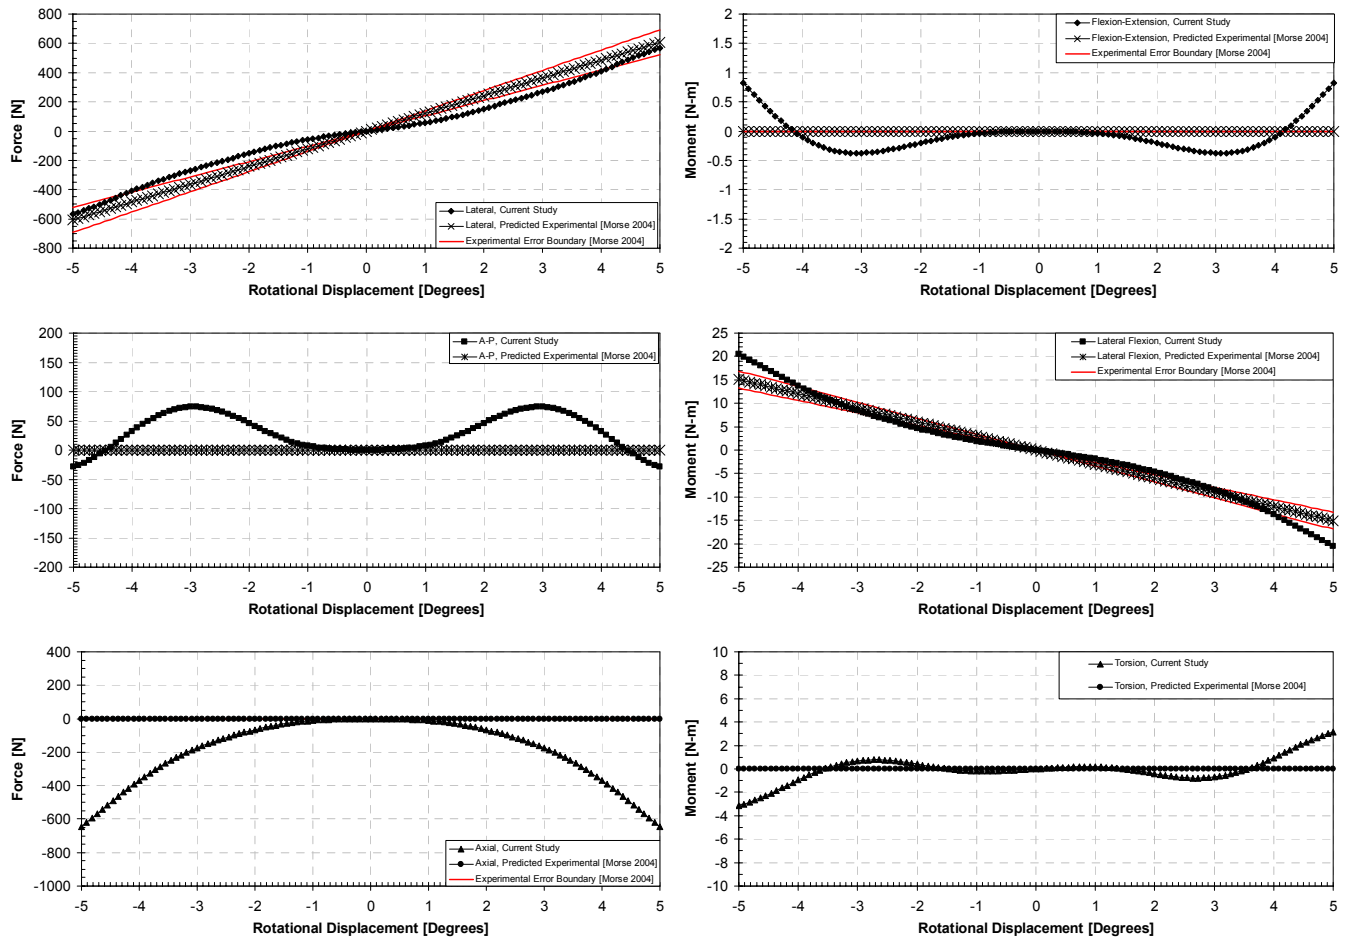 800
600
400
200
0
-200
-400
-600
-800
Force [N]
-5 -4 -3 -2 -1 0 1 2 3 4 5
Rotational Displacement [Degrees]
Lateral, Current Study
Lateral, Predicted Experimental [Morse 2004]
Experimental Error Boundary [Morse 2004]
2
1.5
1
0.5
0
-0.5
-1
-1.5
-2
Moment [N-m]
-5 -4 -3 -2 -1 0 1 2 3 4 5
Rotational Displacement [Degrees]
Flexion-Extension, Current Study
Flexion-Extension, Predicted Experimental [Morse 2004]
Experimental Error Boundary [Morse 2004]
200
150
100
50
0
-50
-100
-150
-200
Force [N]
-5 -4 -3 -2 -1 0 1 2 3 4 5
Rotational Displacement [Degrees]
A-P, Current Study
A-P, Predicted Experimental [Morse 2004]
25
20
15
10
5
0
-5
-10
-15
-20
-25
Moment [N-m]
-5 -4 -3 -2 -1 0 1 2 3 4 5
Rotational Displacement [Degrees]
Lateral Flexion, Current Study
Lateral Flexion, Predicted Experimental [Morse 2004]
Experimental Error Boundary [Morse 2004]
400
200
0
-200
-400
-600
-800
-1000
Force [N]
-5 -4 -3 -2 -1 0 1 2 3 4 5
Rotational Displacement [Degrees]
Axial, Current Study
Axial, Predicted Experimental [Morse 2004]
Experimental Error Boundary [Morse 2004]
10
8
6
4
2
0
-2
-4
-6
-8
-10
Moment [N-m]
-5 -4 -3 -2 -1 0 1 2 3 4 5
Rotational Displacement [Degrees]
Torsion, Current Study
Torsion, Predicted Experimental [Morse 2004]